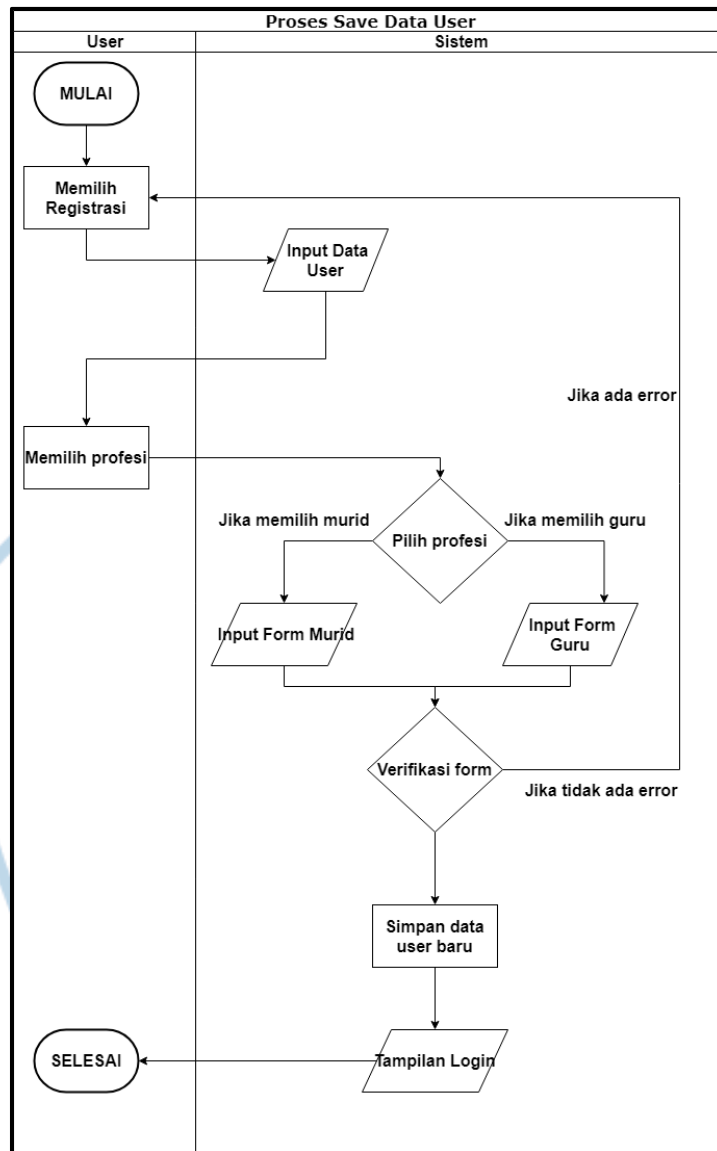 Proses Save Data User
User
Sistem
MULAI
Memilih
Registrasi
Input Data
User
Jika ada error
Memilih profesi
Jika memilih murid
Jika memilih guru
Pilih profesi
Input Form Murid
Input Form
Guru
Verifikasi form
Jika tidak ada error
Simpan data
user baru
SELESAI
Tampilan Login